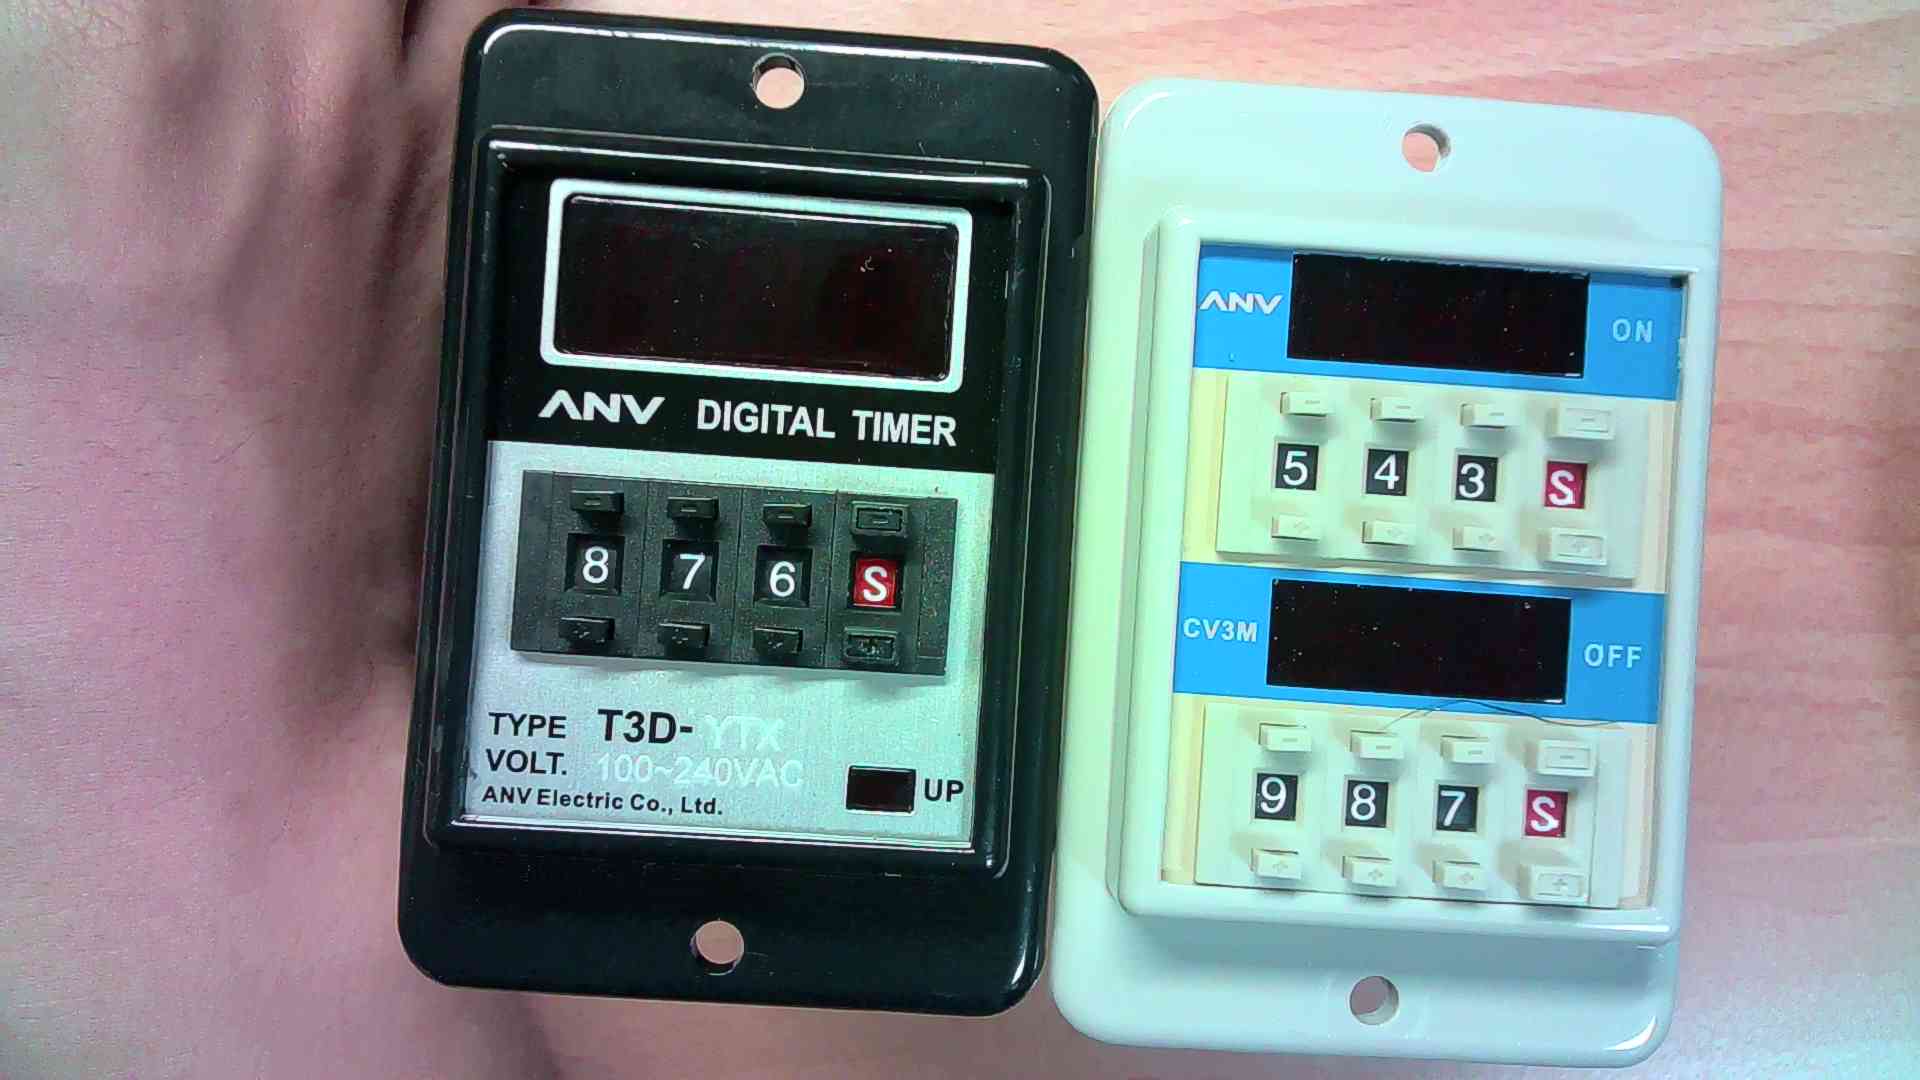 ANV DIGITAL TIMER
8 7 6 S
TYPE T3D-YTX
VOLT. 100~240VAC
ANV Electric Co., Ltd.
UP
ANV ON
5 4 3 S
CV3M OFF
9 8 7 S